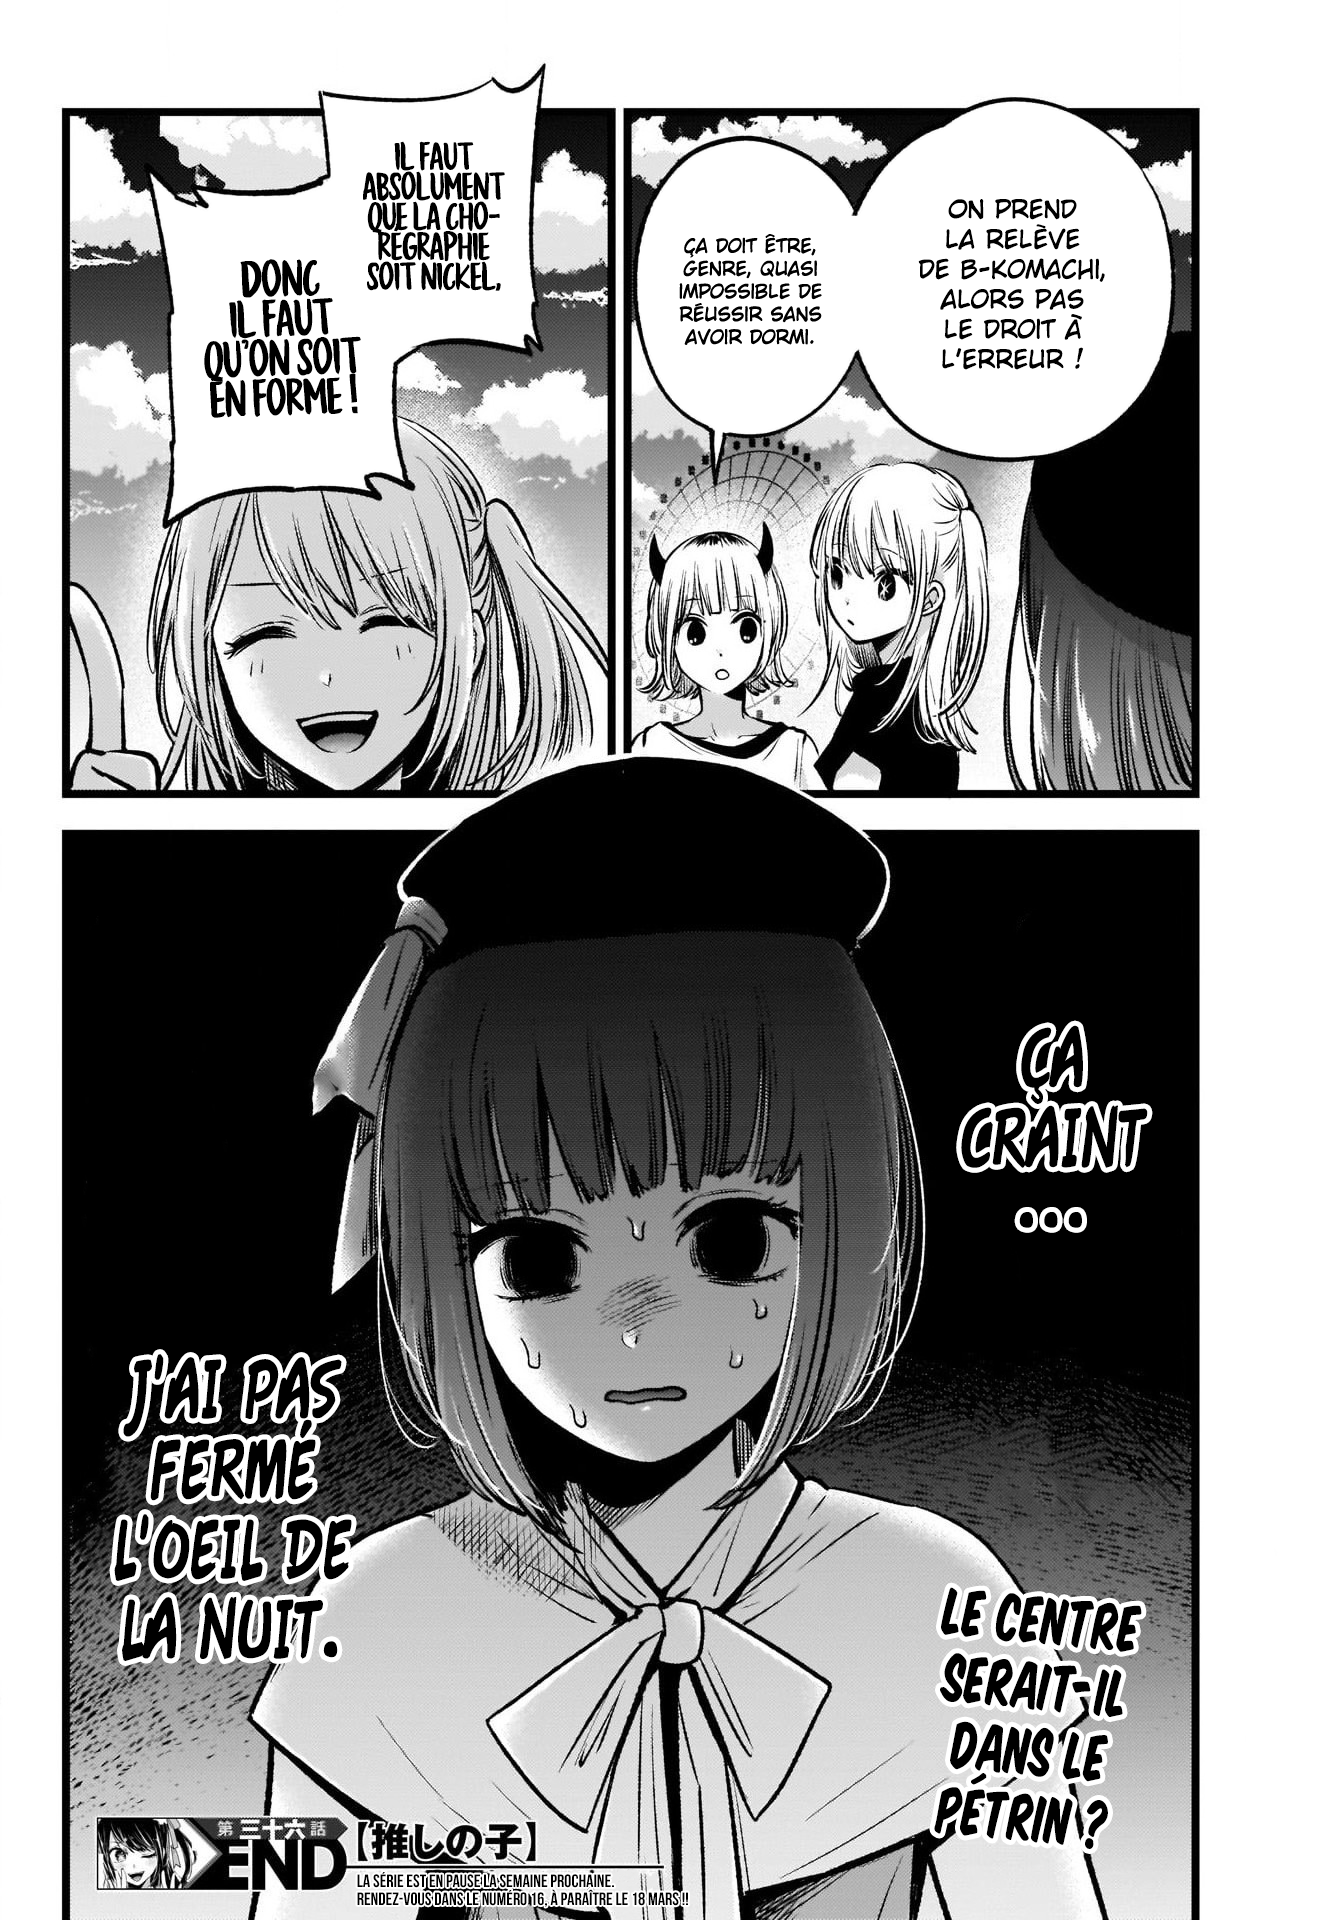 ON PREND
LA RELÈVE
DE B-KOMACHI,
ALORS PAS
LE DROIT À
L'ERREUR !
ÇA DOIT ÊTRE,
GENRE, QUASI
IMPOSSIBLE DE
RÉUSSIR SANS
AVOIR DORMI.
IL FAUT
ABSOLUMENT
QUE LA CHO-
RÉGRAPHIE
SOIT NICKEL,
DONC
IL FAUT
QU'ON SOIT
EN FORME !
ÇA
CRAINT
...
J'AI PAS
FERMÉ
L'OEIL DE
LA NUIT.
LE CENTRE
SERAIT-IL
DANS LE
PÉTRIN ?
第三十六話
END
【推しの子】
LA SÉRIE EST EN PAUSE LA SEMAINE PROCHAINE.
RENDEZ-VOUS DANS LE NUMÉRO 16, À PARAÎTRE LE 18 MARS !!